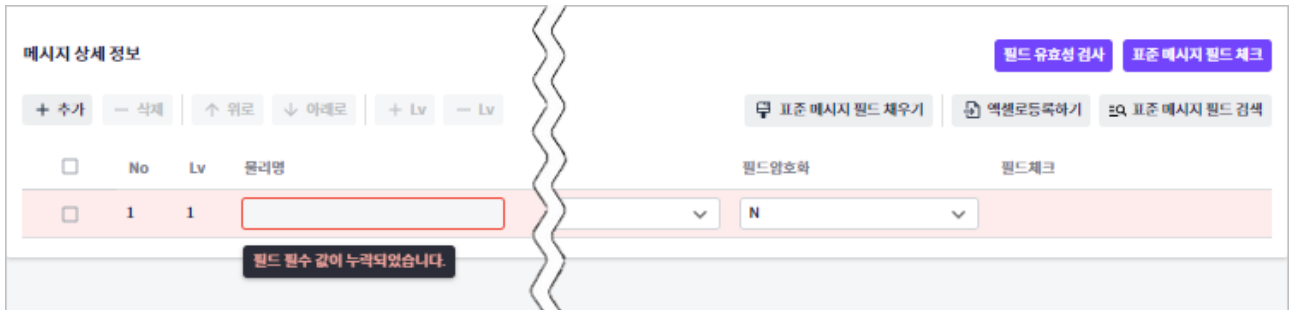 메시지 상세 정보
필드 유효성 검사 표준 메시지 필드 체크
+ 추가 — 삭제 ↑ 위로 ↓ 아래로 + Lv — Lv 표준 메시지 필드 채우기 엑셀로등록하기 표준 메시지 필드 검색
No Lv 물리명 필드암호화 필드체크
1 1 N
필드 필수 값이 누락되었습니다.